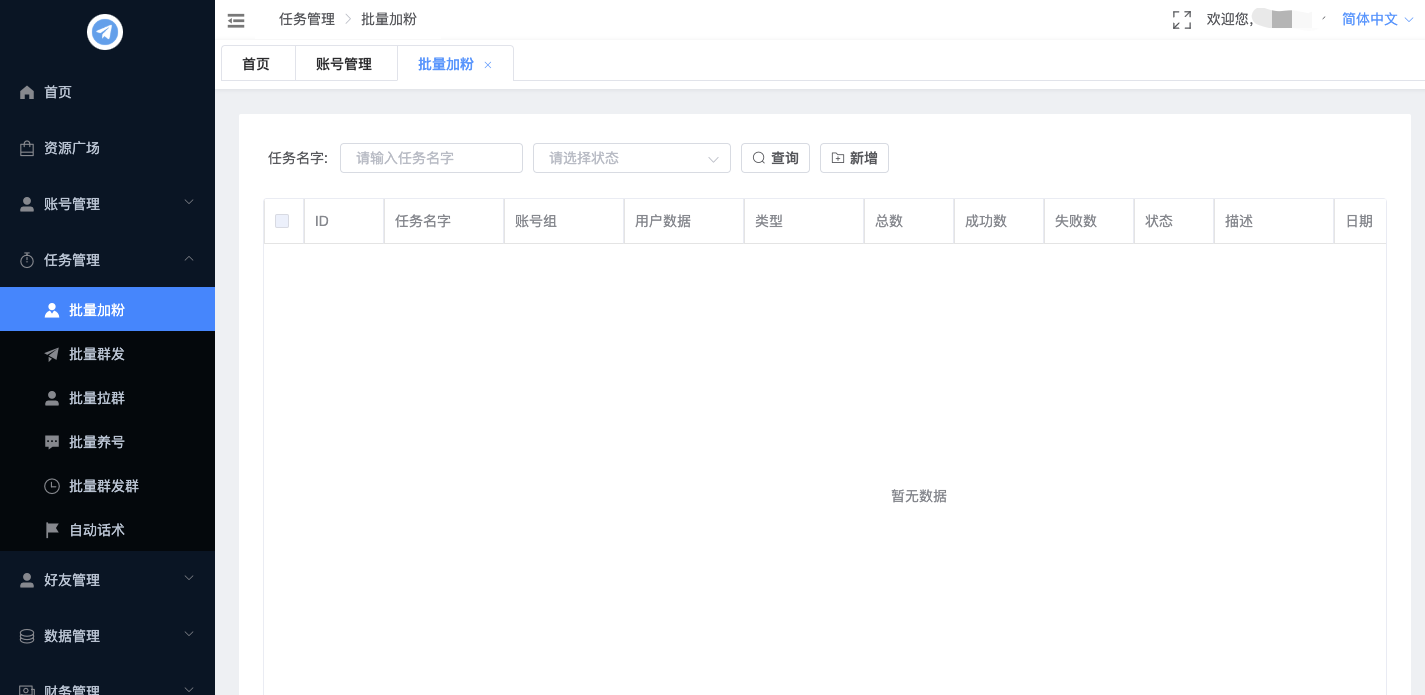 任务管理 批量加粉
欢迎您,
简体中文
首页 账号管理 批量加粉 ×
首页
资源广场
账号管理
任务管理
批量加粉
批量群发
批量拉群
批量养号
批量群发群
自动话术
好友管理
数据管理
财务管理
任务名字: 请输入任务名字 请选择状态 查询 新增
ID 任务名字 账号组 用户数据 类型 总数 成功数 失败数 状态 描述 日期
暂无数据